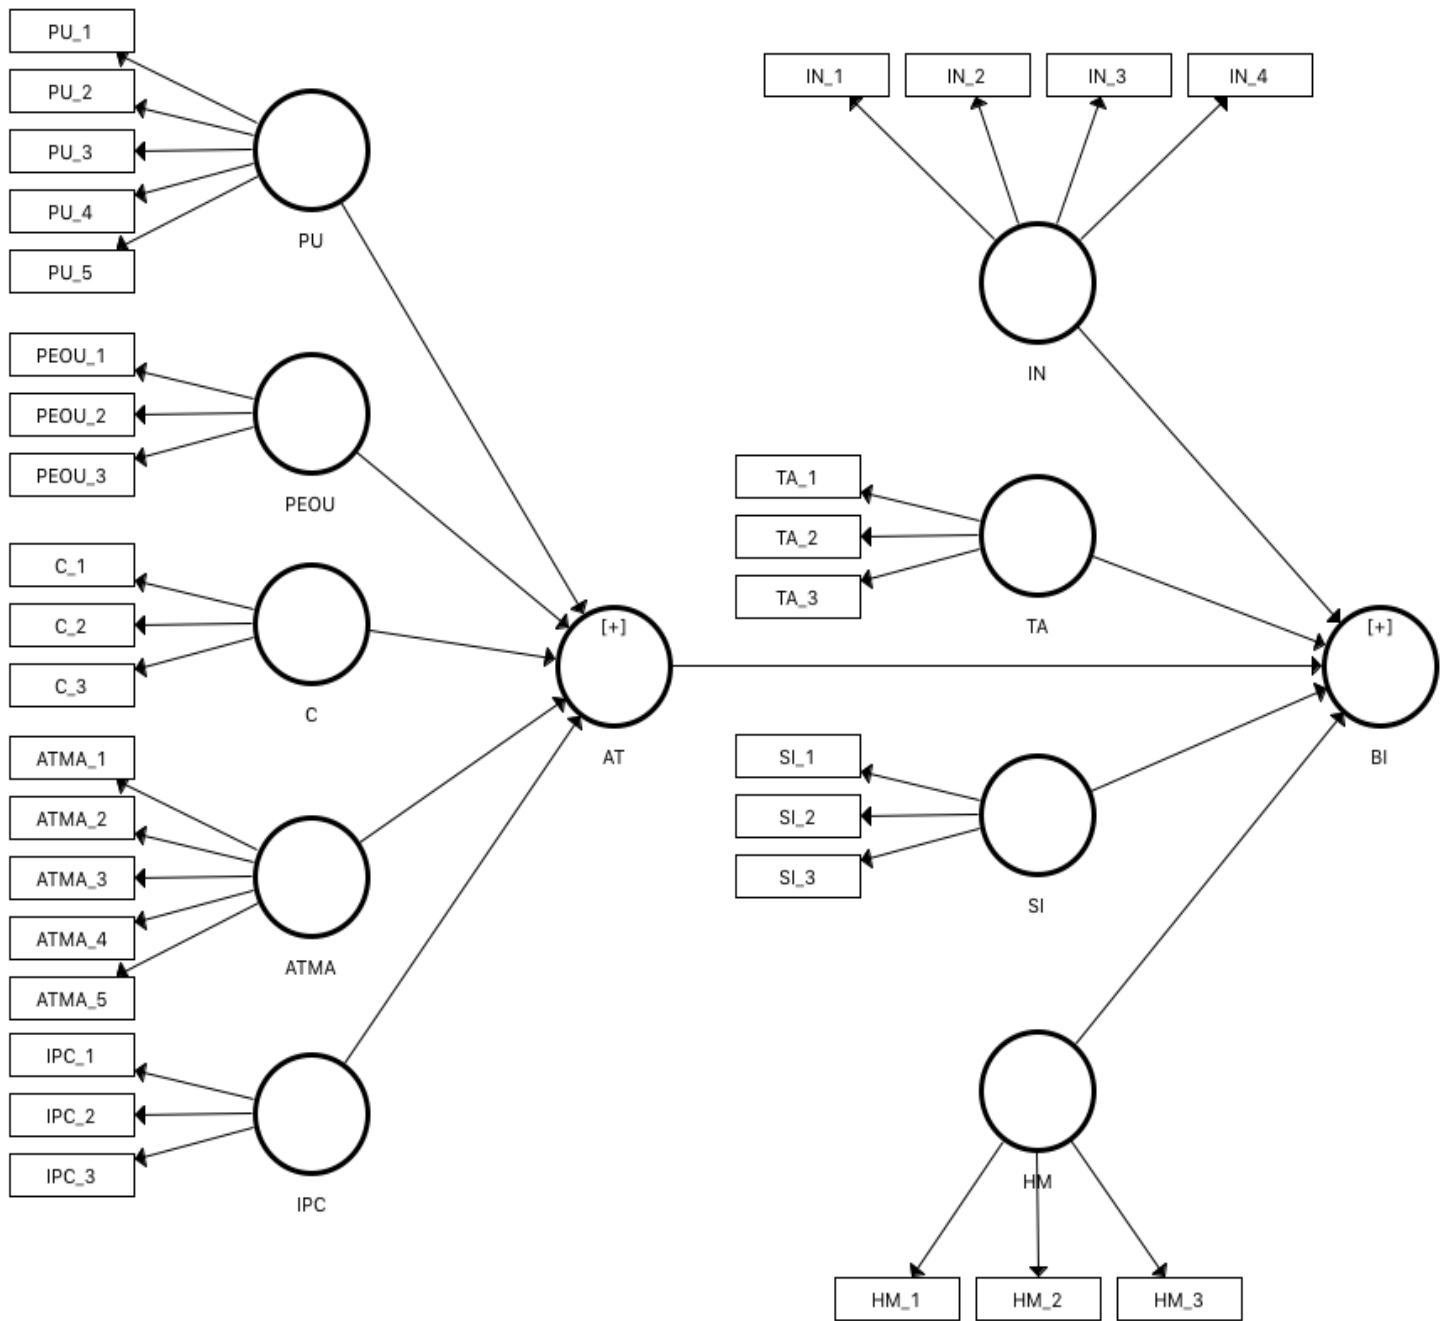 PU_1
PU_2
PU_3
PU_4
PU_5
PU
PEOU_1
PEOU_2
PEOU_3
PEOU
C_1
C_2
C_3
C
ATMA_1
ATMA_2
ATMA_3
ATMA_4
ATMA_5
ATMA
IPC_1
IPC_2
IPC_3
IPC
[+]
AT
IN_1
IN_2
IN_3
IN_4
IN
TA_1
TA_2
TA_3
TA
SI_1
SI_2
SI_3
SI
HM
HM_1
HM_2
HM_3
[+]
BI